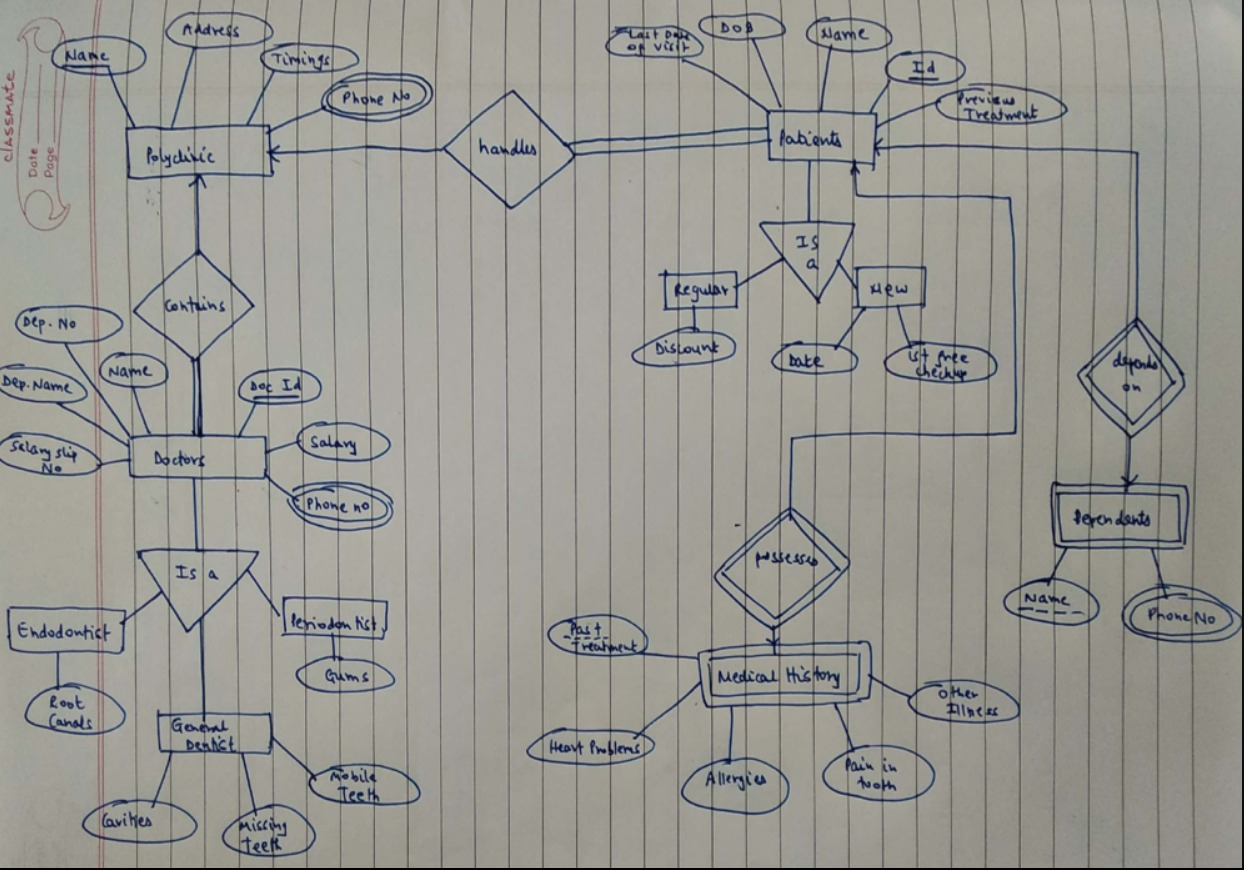 classmate
Date
Page
Name
Address
Timings
Phone No
Polyclinic
handles
Last Date
of visit
DOB
Name
Id
Previous
Treatment
Patients
Is
a
Regular
New
Discount
Date
1st free
checkup
depends
on
Dependents
Name
Phone No
Contains
Dep. No
Dep. Name
Name
Doc Id
Salary slip
No
Salary
Phone no
Doctors
Is a
Endodontist
Periodontist
Root
Canals
Gums
General
Dentist
Cavities
Missing
Teeth
Mobile
Teeth
possesses
Past
Treatment
Medical History
Other
Illness
Heart Problems
Allergies
Pain in
tooth